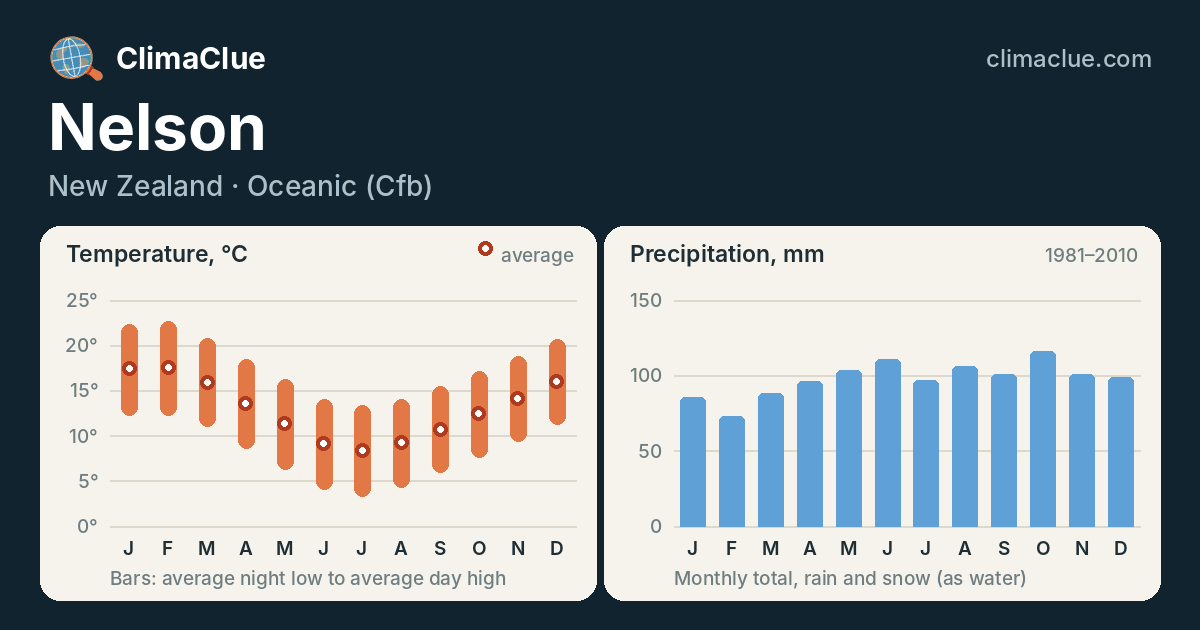 ClimaClue
climaclue.com
Nelson
New Zealand · Oceanic (Cfb)
Temperature, °C
average
25°
20°
15°
10°
5°
0°
J F M A M J J A S O N D
Bars: average night low to average day high
Precipitation, mm
1981–2010
150
100
50
0
J F M A M J J A S O N D
Monthly total, rain and snow (as water)